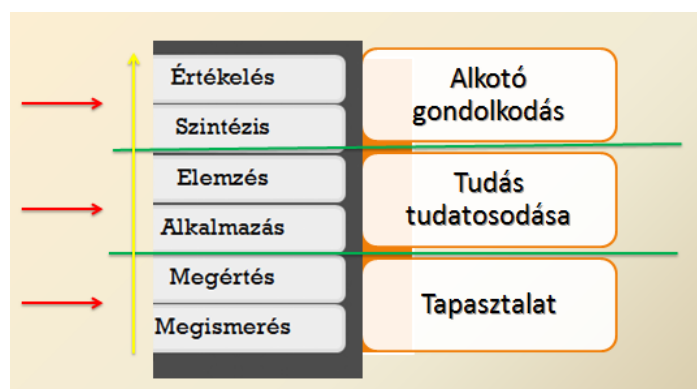 Értékelés
Szintézis
Elemzés
Alkalmazás
Megértés
Megismerés
Alkotó
gondolkodás
Tudás
tudatosodása
Tapasztalat